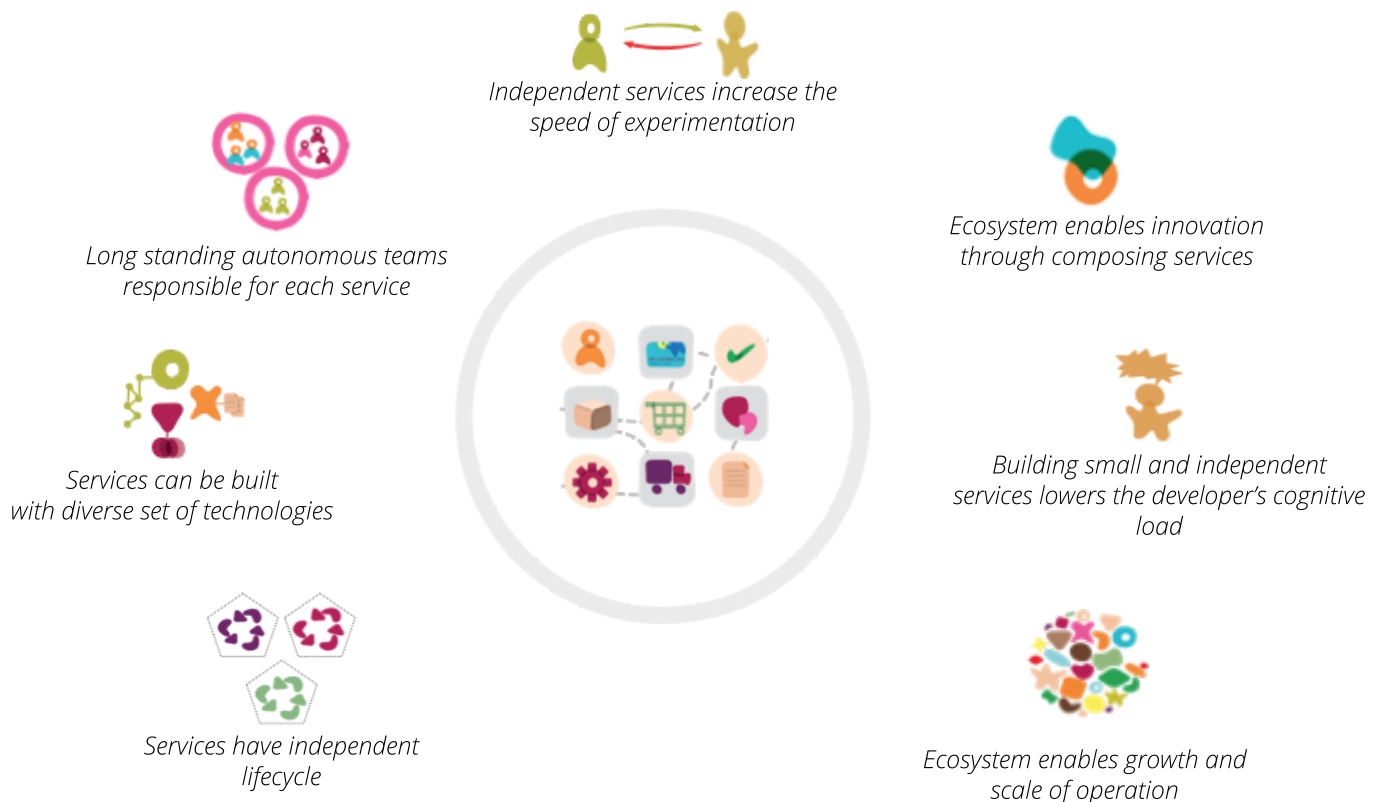 Independent services increase the
speed of experimentation
Long standing autonomous teams
responsible for each service
Ecosystem enables innovation
through composing services
Services can be built
with diverse set of technologies
Building small and independent
services lowers the developer’s cognitive
load
Services have independent
lifecycle
Ecosystem enables growth and
scale of operation